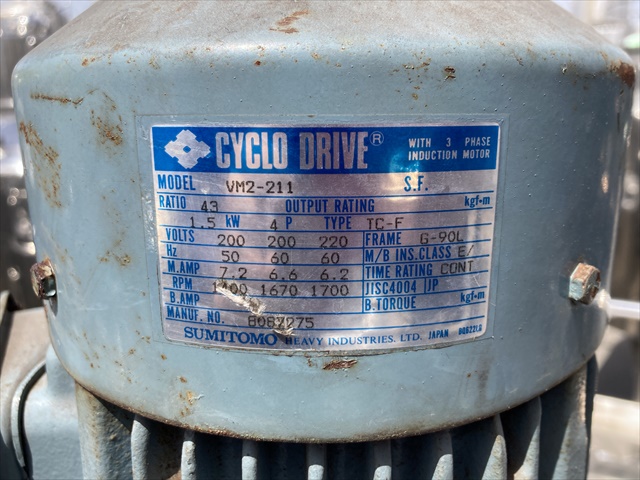 CYCLO DRIVE® WITH 3 PHASE INDUCTION MOTOR
MODEL VM2-211 S.F.
RATIO 43 OUTPUT RATING kgf·m
1.5 kW 4 P TYPE TC-F
VOLTS 200 200 220 FRAME G-90L
Hz 50 60 60 M/B INS.CLASS E/
M.AMP 7.2 6.6 6.2 TIME RATING CONT
RPM 1400 1670 1700 JISC4004 JP
B.AMP B.TORQUE kgf·m
MANUF. NO.
SUMITOMO HEAVY INDUSTRIES, LTD. JAPAN